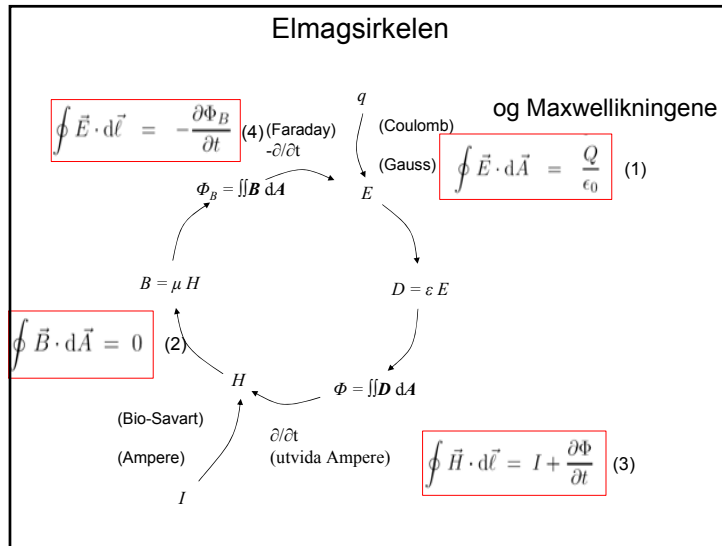 Elmagsirkelen
og Maxwellikningene
q
∮ E⃗ · dℓ⃗ = −∂Φ_B/∂t (4)
(Faraday)
-∂/∂t
(Coulomb)
(Gauss)
∮ E⃗ · dA⃗ = Q/ϵ₀ (1)
Φ_B = ∫∫B dA
E
B = μ H
D = ε E
∮ B⃗ · dA⃗ = 0 (2)
H
Φ = ∫∫D dA
(Bio-Savart)
(Ampere)
∂/∂t
(utvida Ampere)
∮ H⃗ · dℓ⃗ = I + ∂Φ/∂t (3)
I